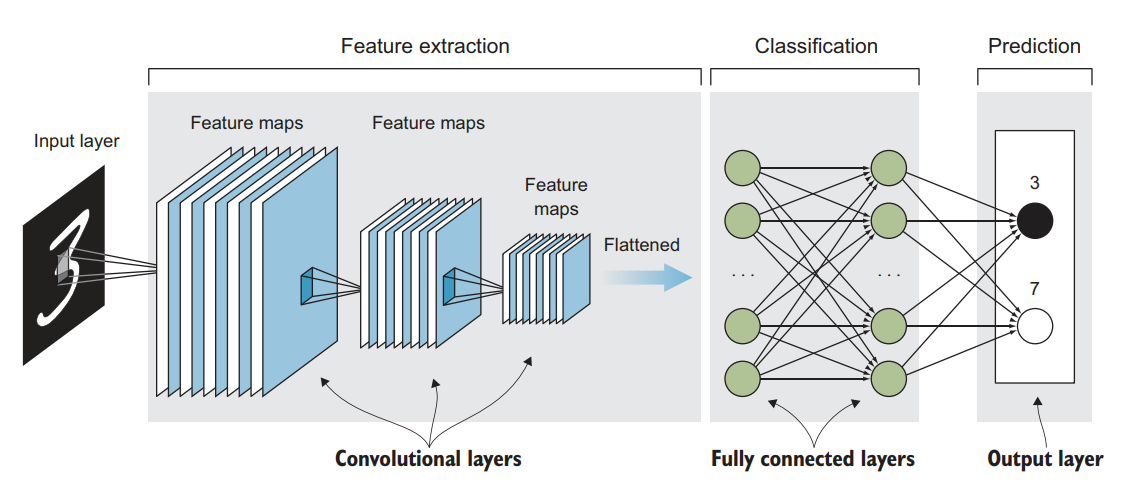 Feature extraction
Classification
Prediction
Input layer
Feature maps
Feature maps
Feature
maps
Flattened
3
7
. . .
. . .
Convolutional layers
Fully connected layers
Output layer